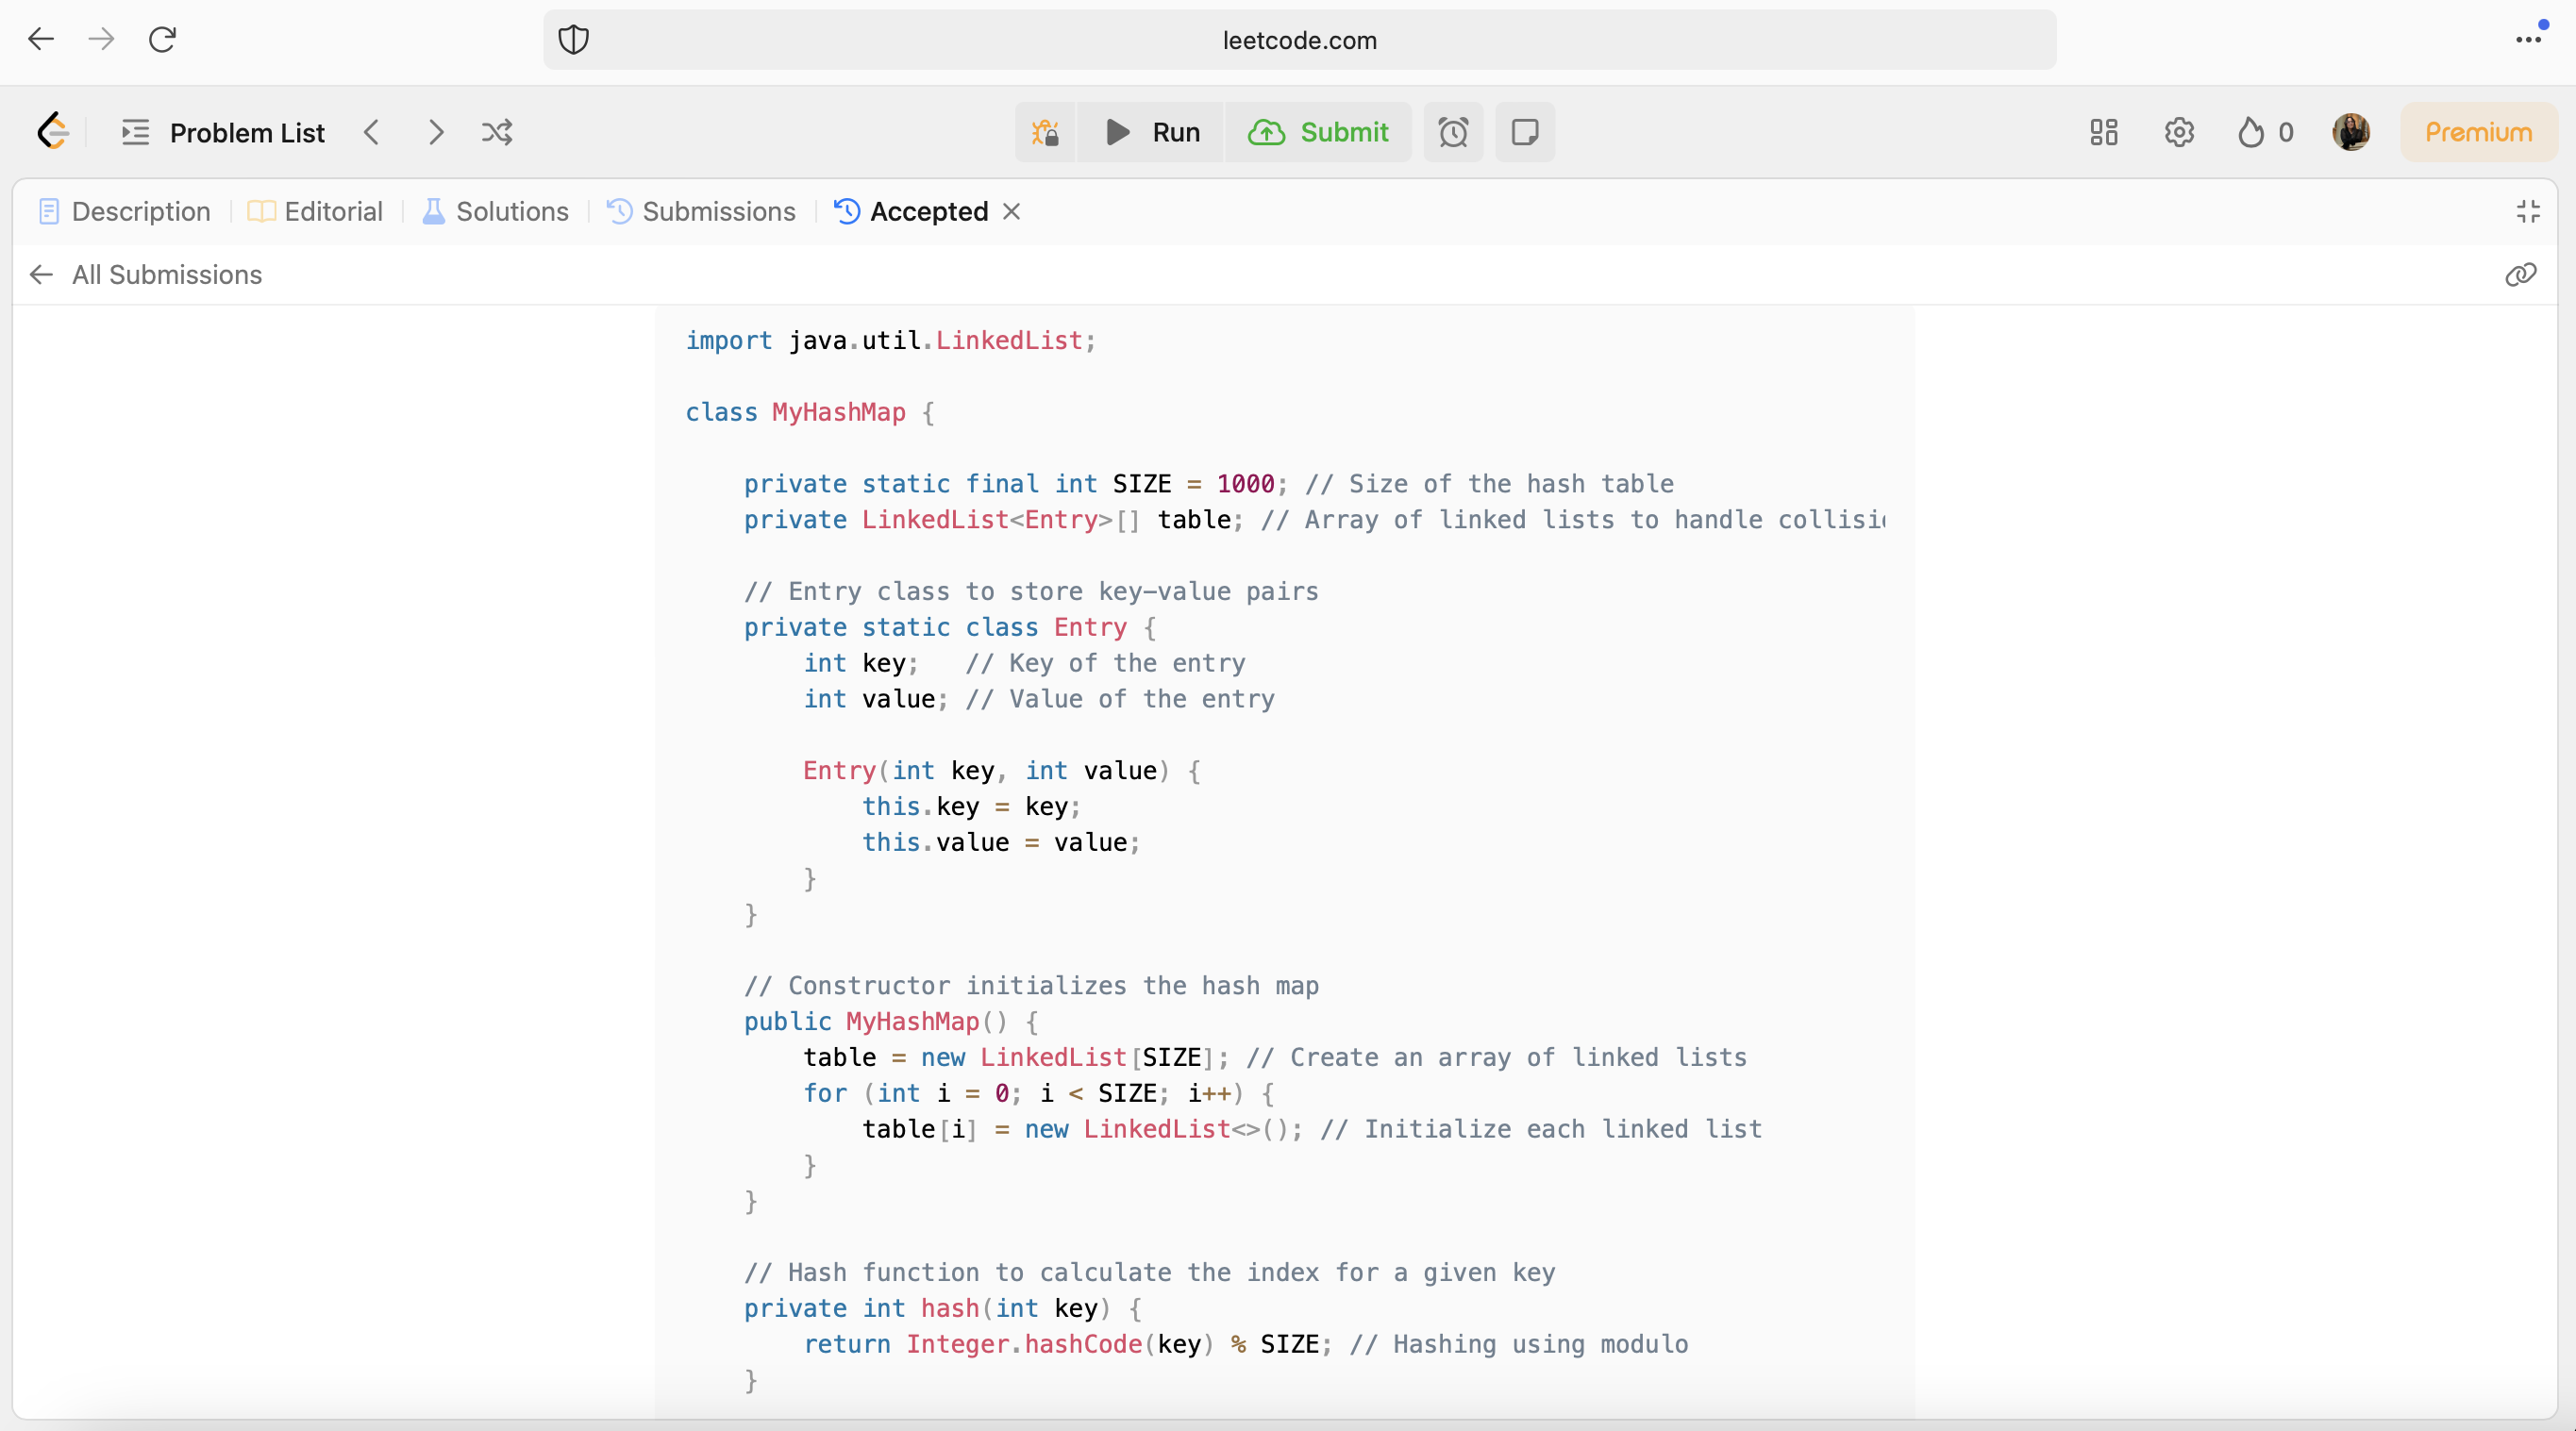 leetcode.com
Problem List Run Submit 0 Premium
Description Editorial Solutions Submissions Accepted
All Submissions
import java.util.LinkedList;
class MyHashMap {
private static final int SIZE = 1000; // Size of the hash table
private LinkedList<Entry>[] table; // Array of linked lists to handle
// Entry class to store key-value pairs
private static class Entry {
int key;   // Key of the entry
int value; // Value of the entry
Entry(int key, int value) {
this.key = key;
this.value = value;
}
}
// Constructor initializes the hash map
public MyHashMap() {
table = new LinkedList[SIZE]; // Create an array of linked lists
for (int i = 0; i < SIZE; i++) {
table[i] = new LinkedList<>(); // Initialize each linked list
}
}
// Hash function to calculate the index for a given key
private int hash(int key) {
return Integer.hashCode(key) % SIZE; // Hashing using modulo
}